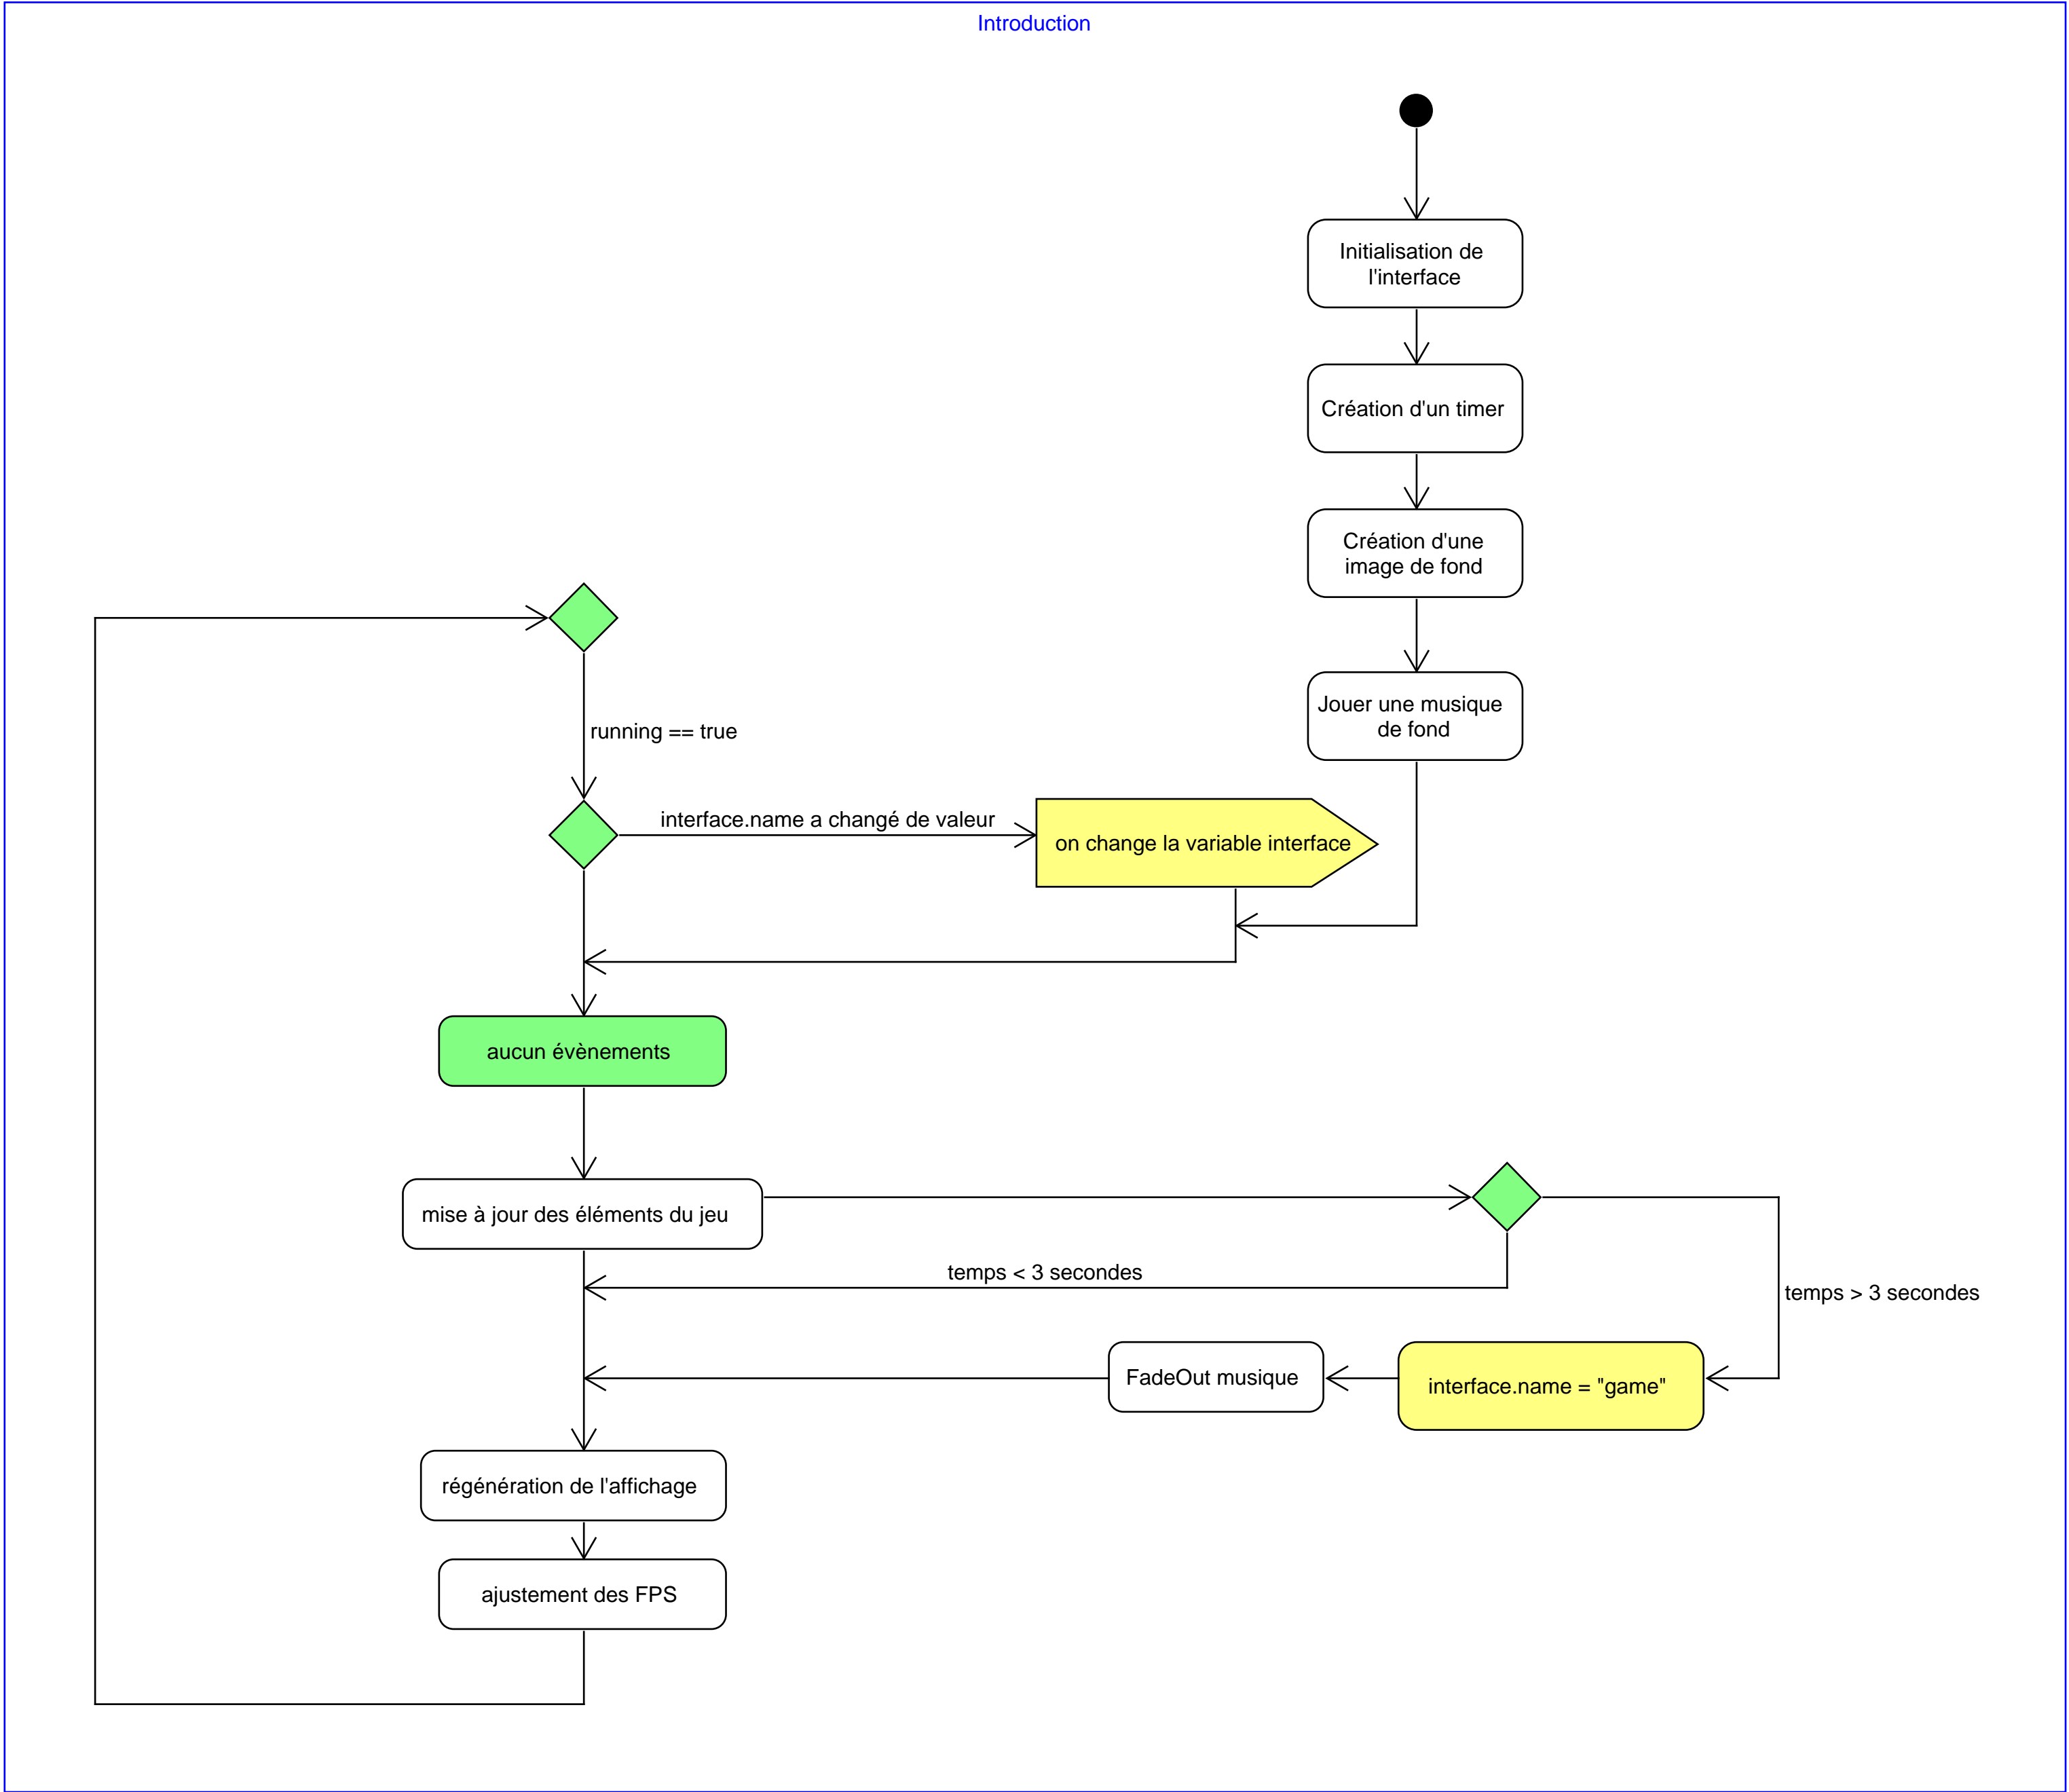 Introduction
Initialisation de
l'interface
Création d'un timer
Création d'une
image de fond
Jouer une musique
de fond
running == true
interface.name a changé de valeur
on change la variable interface
aucun évènements
mise à jour des éléments du jeu
temps < 3 secondes
temps > 3 secondes
FadeOut musique
interface.name = "game"
régénération de l'affichage
ajustement des FPS